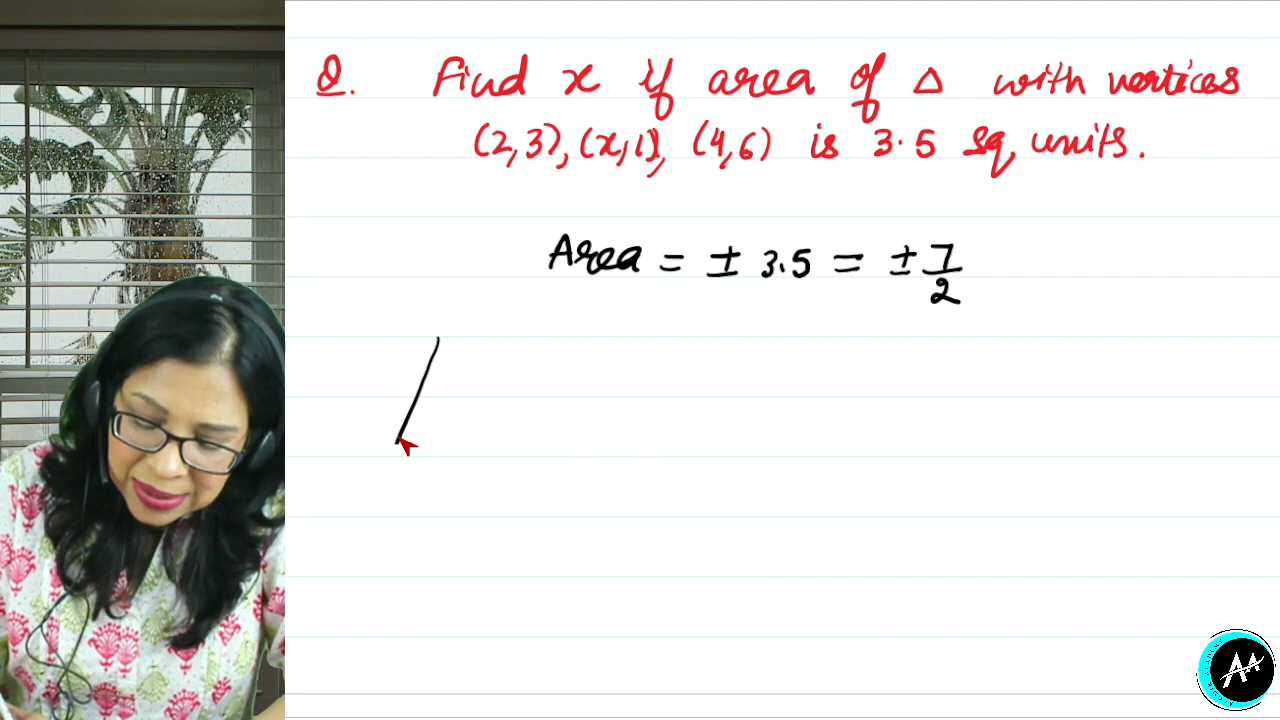 Q. Find x if area of Δ with vertices
(2,3), (x,1), (4,6) is 3.5 sq, units.
Area = ± 3.5 = ± 7/2
A+